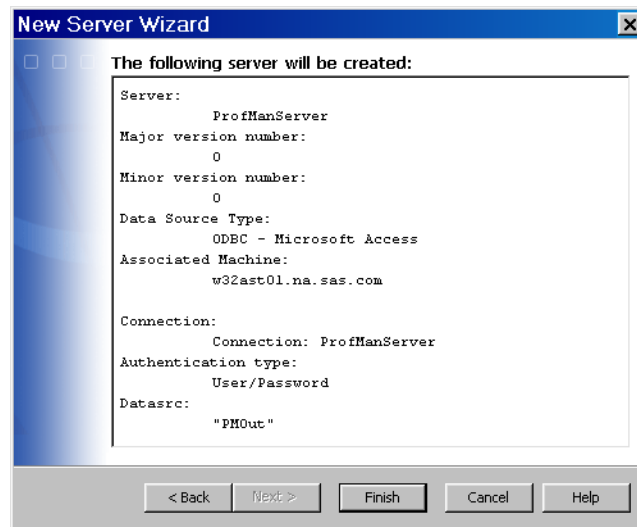 New Server Wizard
The following server will be created:
Server:
ProfManServer
Major version number:
0
Minor version number:
0
Data Source Type:
ODBC - Microsoft Access
Associated Machine:
w32ast01.na.sas.com
Connection:
Connection: ProfManServer
Authentication type:
User/Password
Datasrc:
"PMOut"
< Back Next > Finish Cancel Help